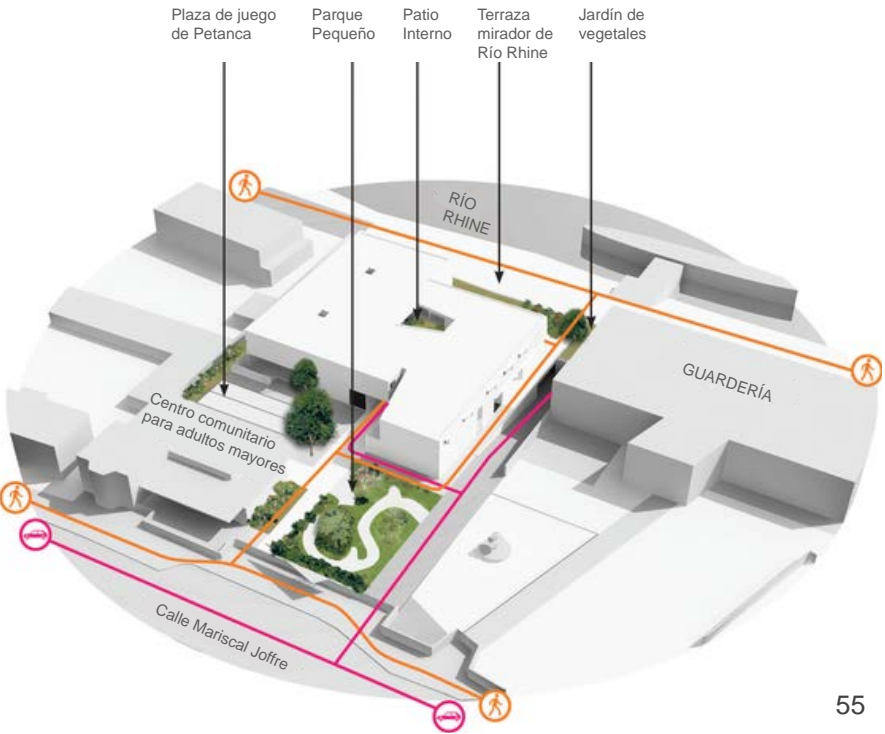 Plaza de juego
de Petanca
Parque
Pequeño
Patio
Interno
Terraza
mirador de
Río Rhine
Jardín de
vegetales
RÍO
RHINE
GUARDERÍA
Centro comunitario
para adultos mayores
Calle Mariscal Joffre
55